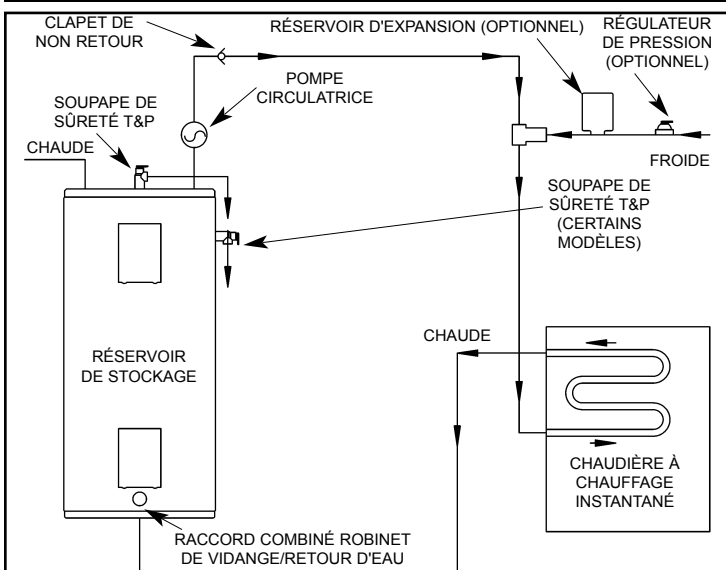 CLAPET DE
NON RETOUR
RÉSERVOIR D'EXPANSION (OPTIONNEL)
RÉGULATEUR
DE PRESSION
(OPTIONNEL)
POMPE
CIRCULATRICE
SOUPAPE DE
SÛRETÉ T&P
CHAUDE
FROIDE
SOUPAPE DE
SÛRETÉ T&P
(CERTAINS
MODÈLES)
CHAUDE
RÉSERVOIR
DE STOCKAGE
CHAUDIÈRE À
CHAUFFAGE
INSTANTANÉ
RACCORD COMBINÉ ROBINET
DE VIDANGE/RETOUR D'EAU